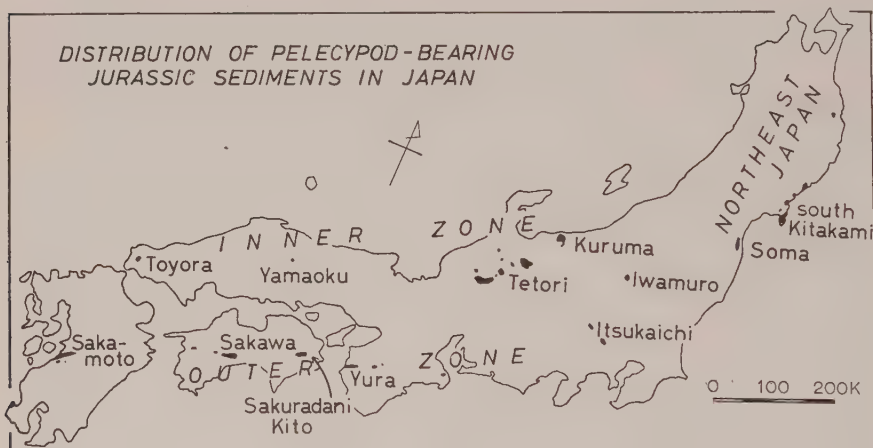 DISTRIBUTION OF PELECYPOD-BEARING
JURASSIC SEDIMENTS IN JAPAN
NORTHEAST
JAPAN
INNER ZONE
south
Kitakami
Kuruma
Soma
Toyora
Yamaoku
Tetori
Iwamuro
Saka-
moto
Sakawa
Itsukaichi
OUTER ZONE
Yura
Sakuradani
Kito
0 100 200K